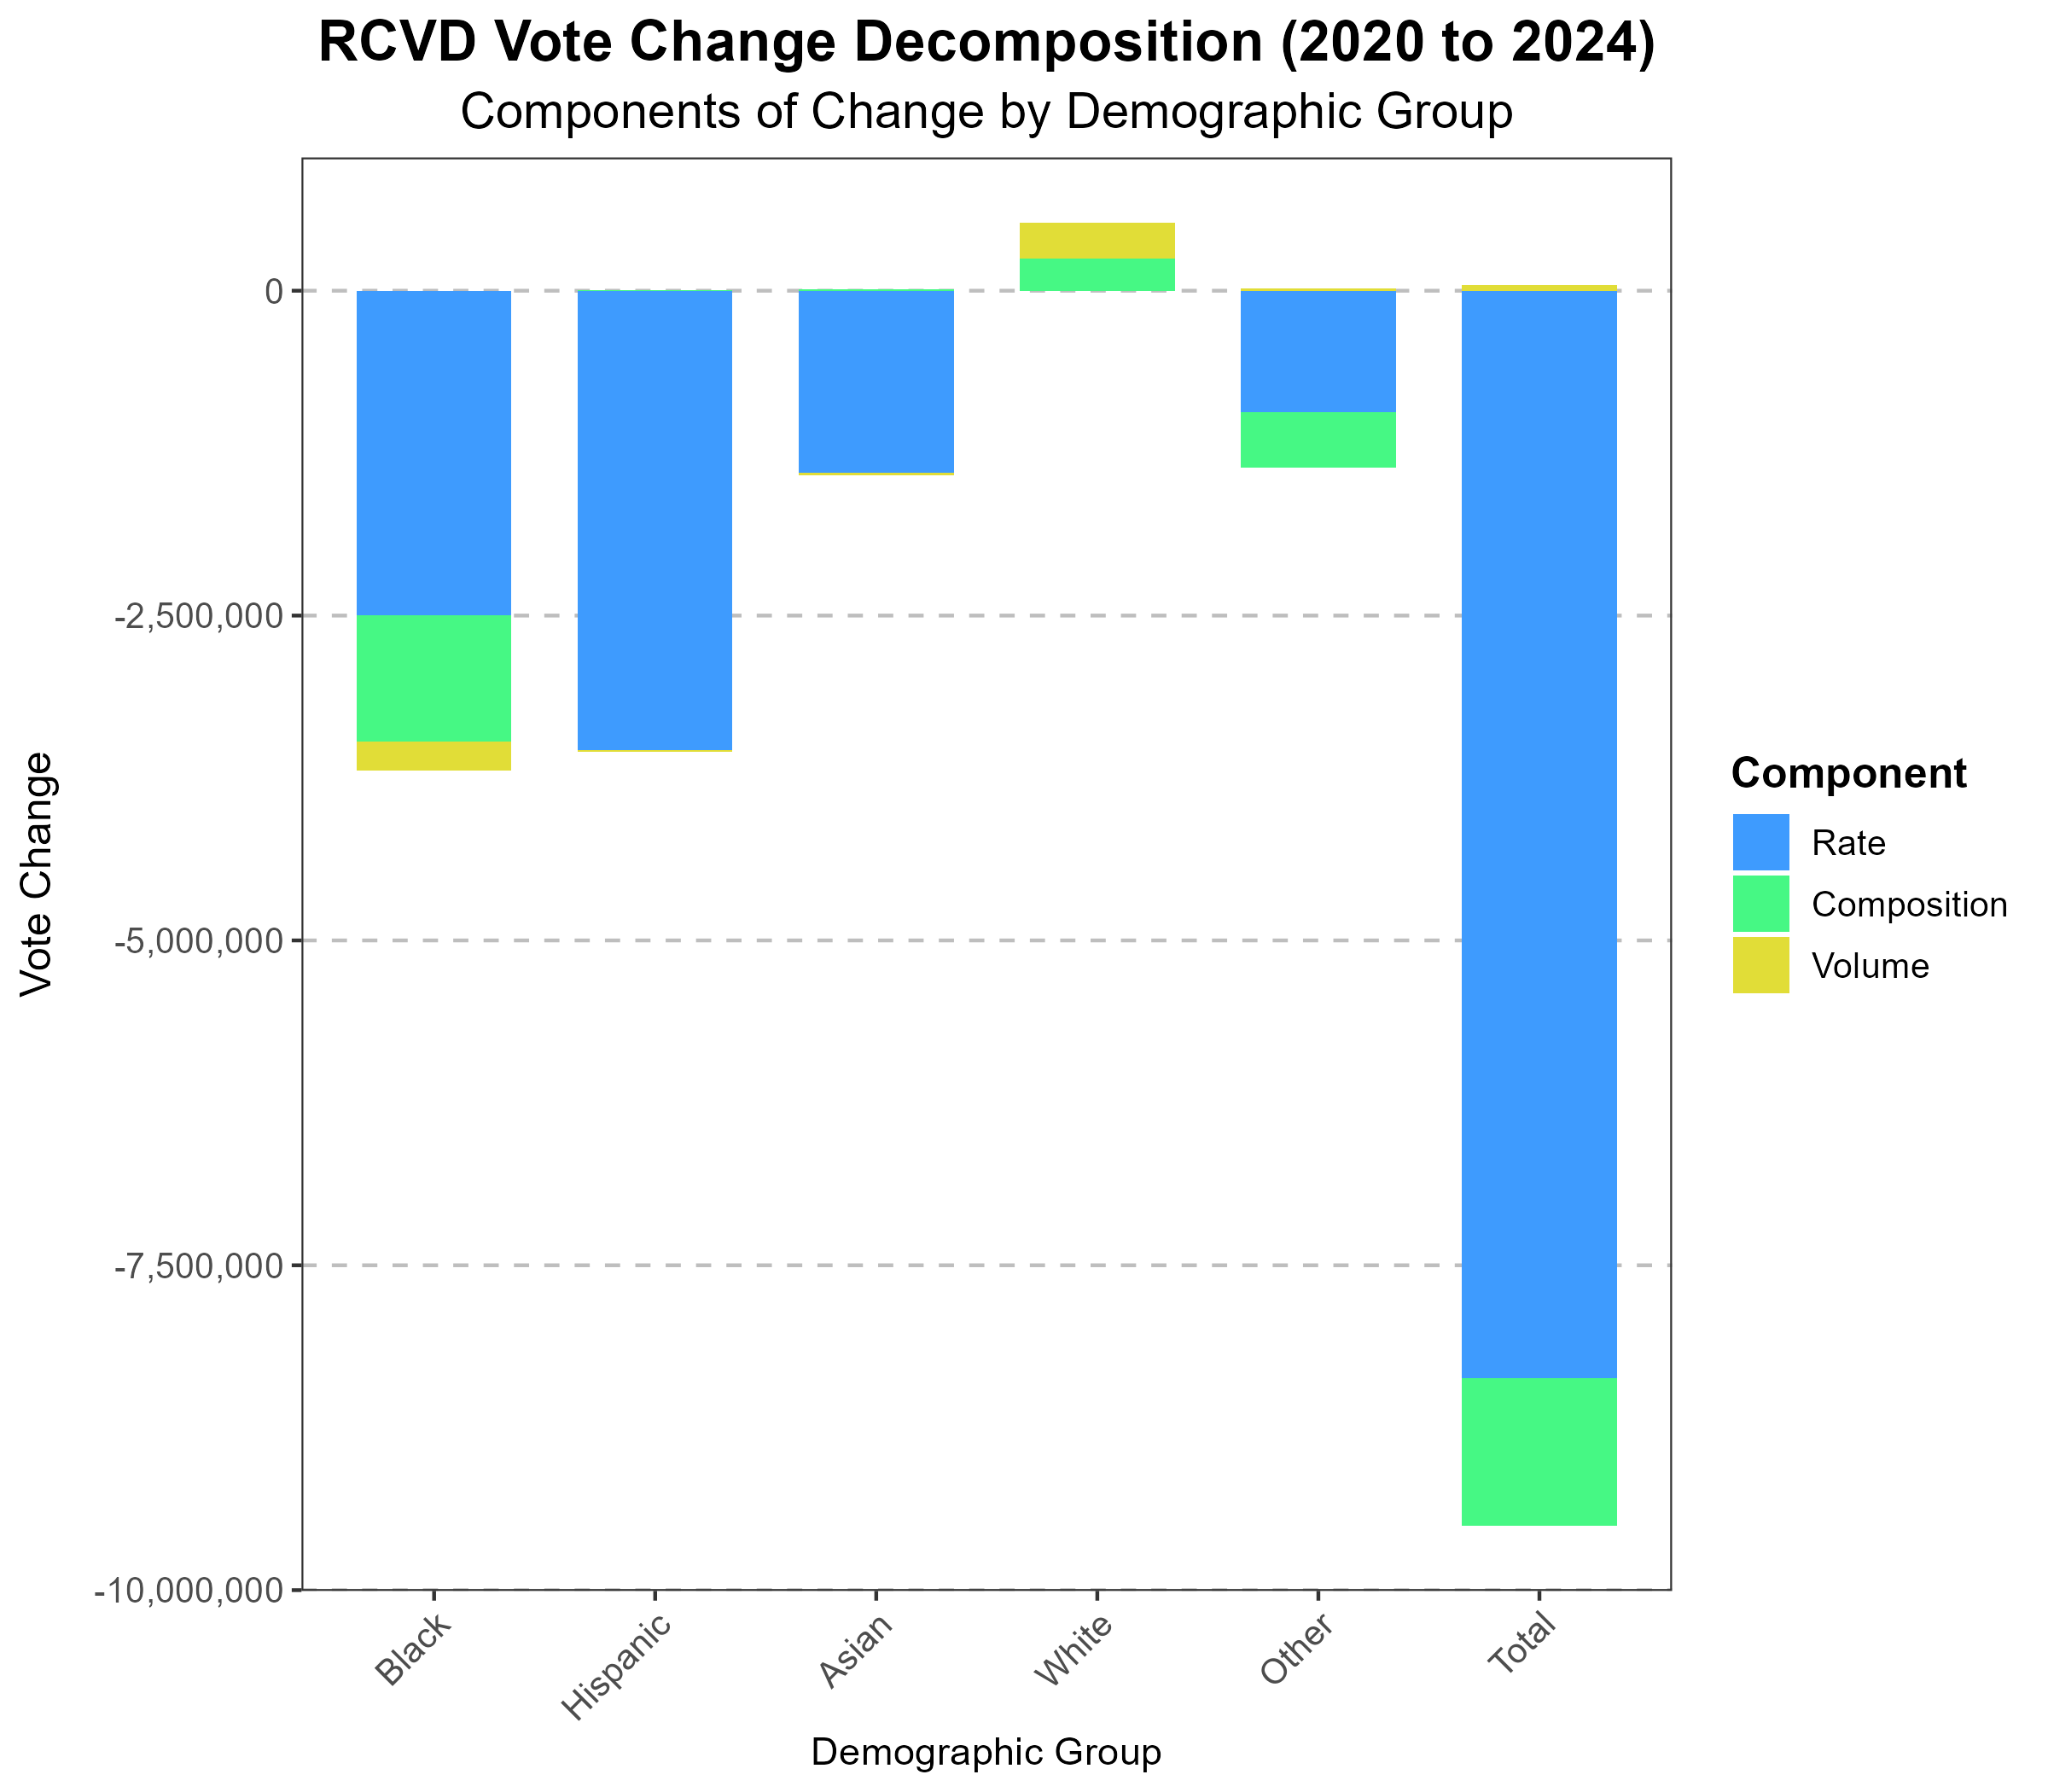 RCVD Vote Change Decomposition (2020 to 2024)
Components of Change by Demographic Group
Vote Change
0
-2,500,000
-5,000,000
-7,500,000
-10,000,000
Black
Hispanic
Asian
White
Other
Total
Demographic Group
Component
Rate
Composition
Volume